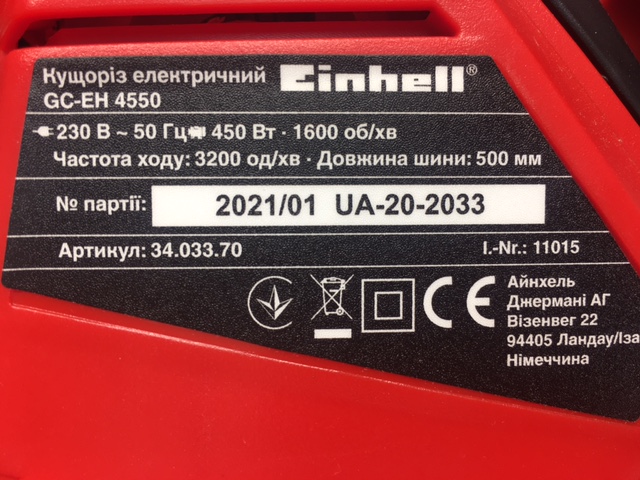 Кущоріз електричний
Einhell®
GC-EH 4550
230 В ~ 50 Гц 450 Вт · 1600 об/хв
Частота ходу: 3200 од/хв · Довжина шини: 500 мм
№ партії: 2021/01 UA-20-2033
Артикул: 34.033.70
I.-Nr.: 11015
CE
Айнхель
Джермані АГ
Візенвег 22
94405 Ландау/Іза
Німеччина